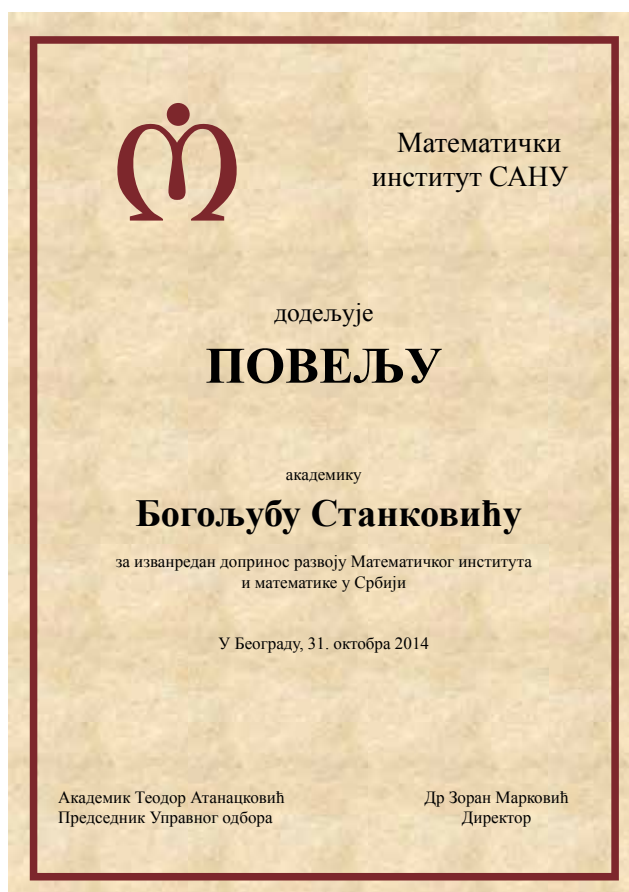 Математички
институт САНУ
додељује
ПОВЕЉУ
академику
Богољубу Станковићу
за изванредан допринос развоју Математичког института
и математике у Србији
У Београду, 31. октобра 2014
Академик Теодор Атанацковић
Председник Управног одбора
Др Зоран Марковић
Директор